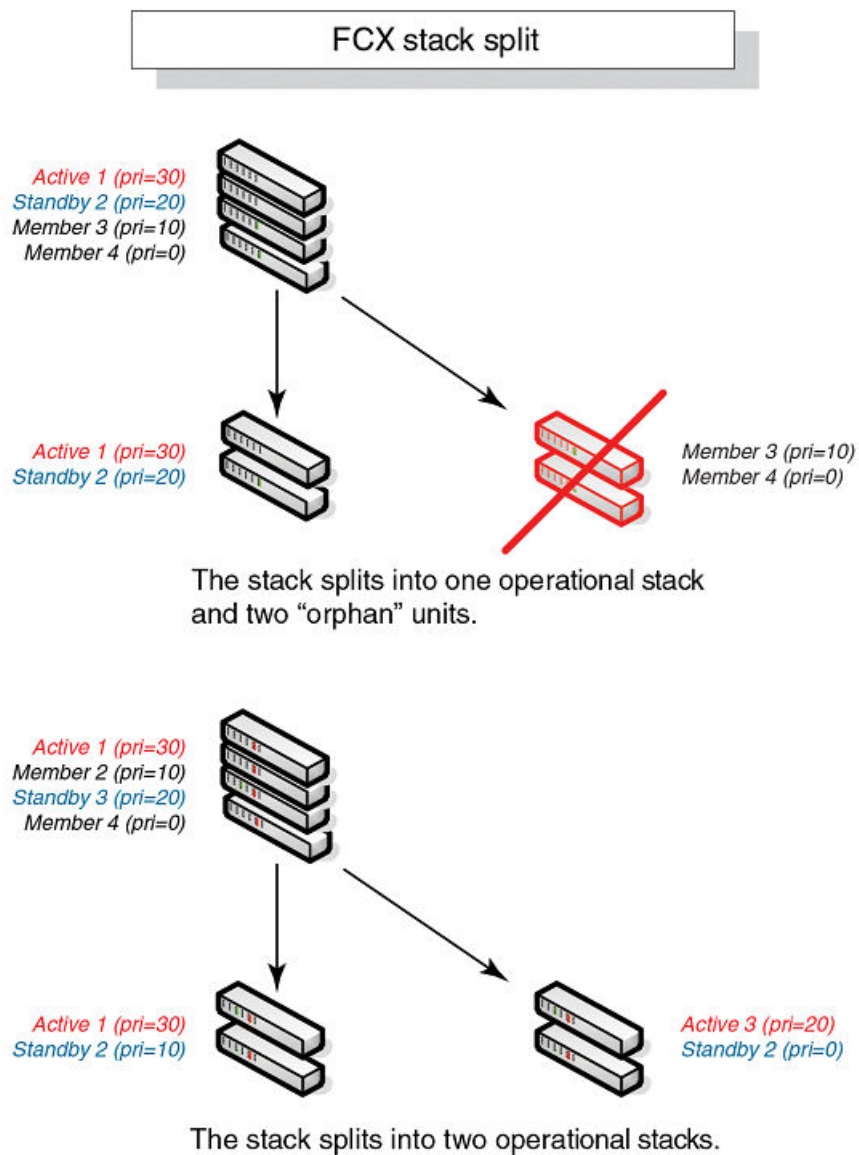 FCX stack split
Active 1 (pri=30)
Standby 2 (pri=20)
Member 3 (pri=10)
Member 4 (pri=0)
Active 1 (pri=30)
Standby 2 (pri=20)
Member 3 (pri=10)
Member 4 (pri=0)
The stack splits into one operational stack
and two “orphan” units.
Active 1 (pri=30)
Member 2 (pri=10)
Standby 3 (pri=20)
Member 4 (pri=0)
Active 1 (pri=30)
Standby 2 (pri=10)
Active 3 (pri=20)
Standby 2 (pri=0)
The stack splits into two operational stacks.